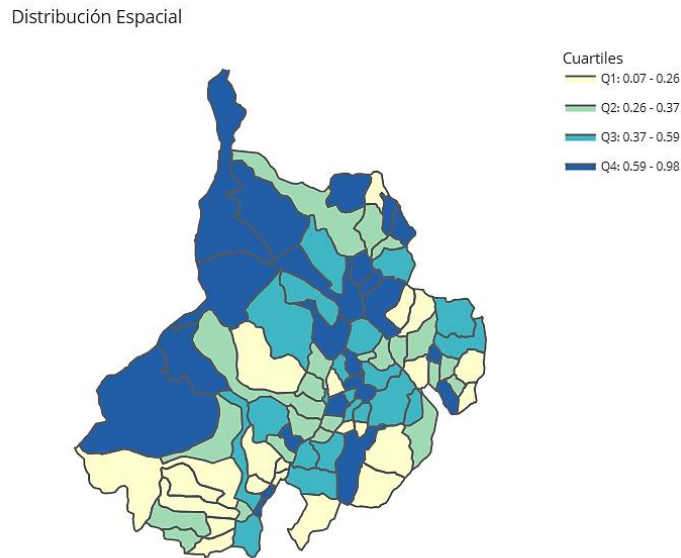 Distribución Espacial
Cuartiles
Q1: 0.07 - 0.26
Q2: 0.26 - 0.37
Q3: 0.37 - 0.59
Q4: 0.59 - 0.98